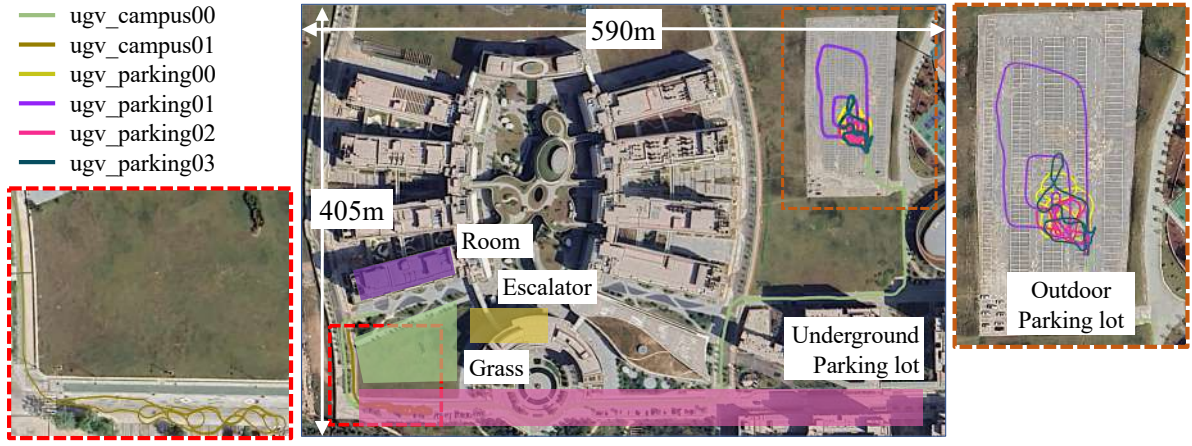 ugv_campus00
ugv_campus01
ugv_parking00
ugv_parking01
ugv_parking02
ugv_parking03
590m
405m
Room
Escalator
Grass
Underground
Parking lot
Outdoor
Parking lot